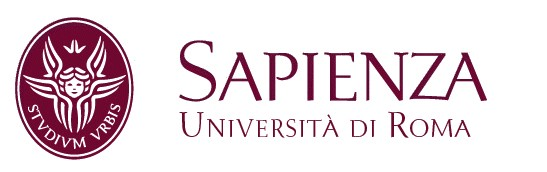 SAPIENZA
UNIVERSITÀ DI ROMA
STVDIVM VRBIS